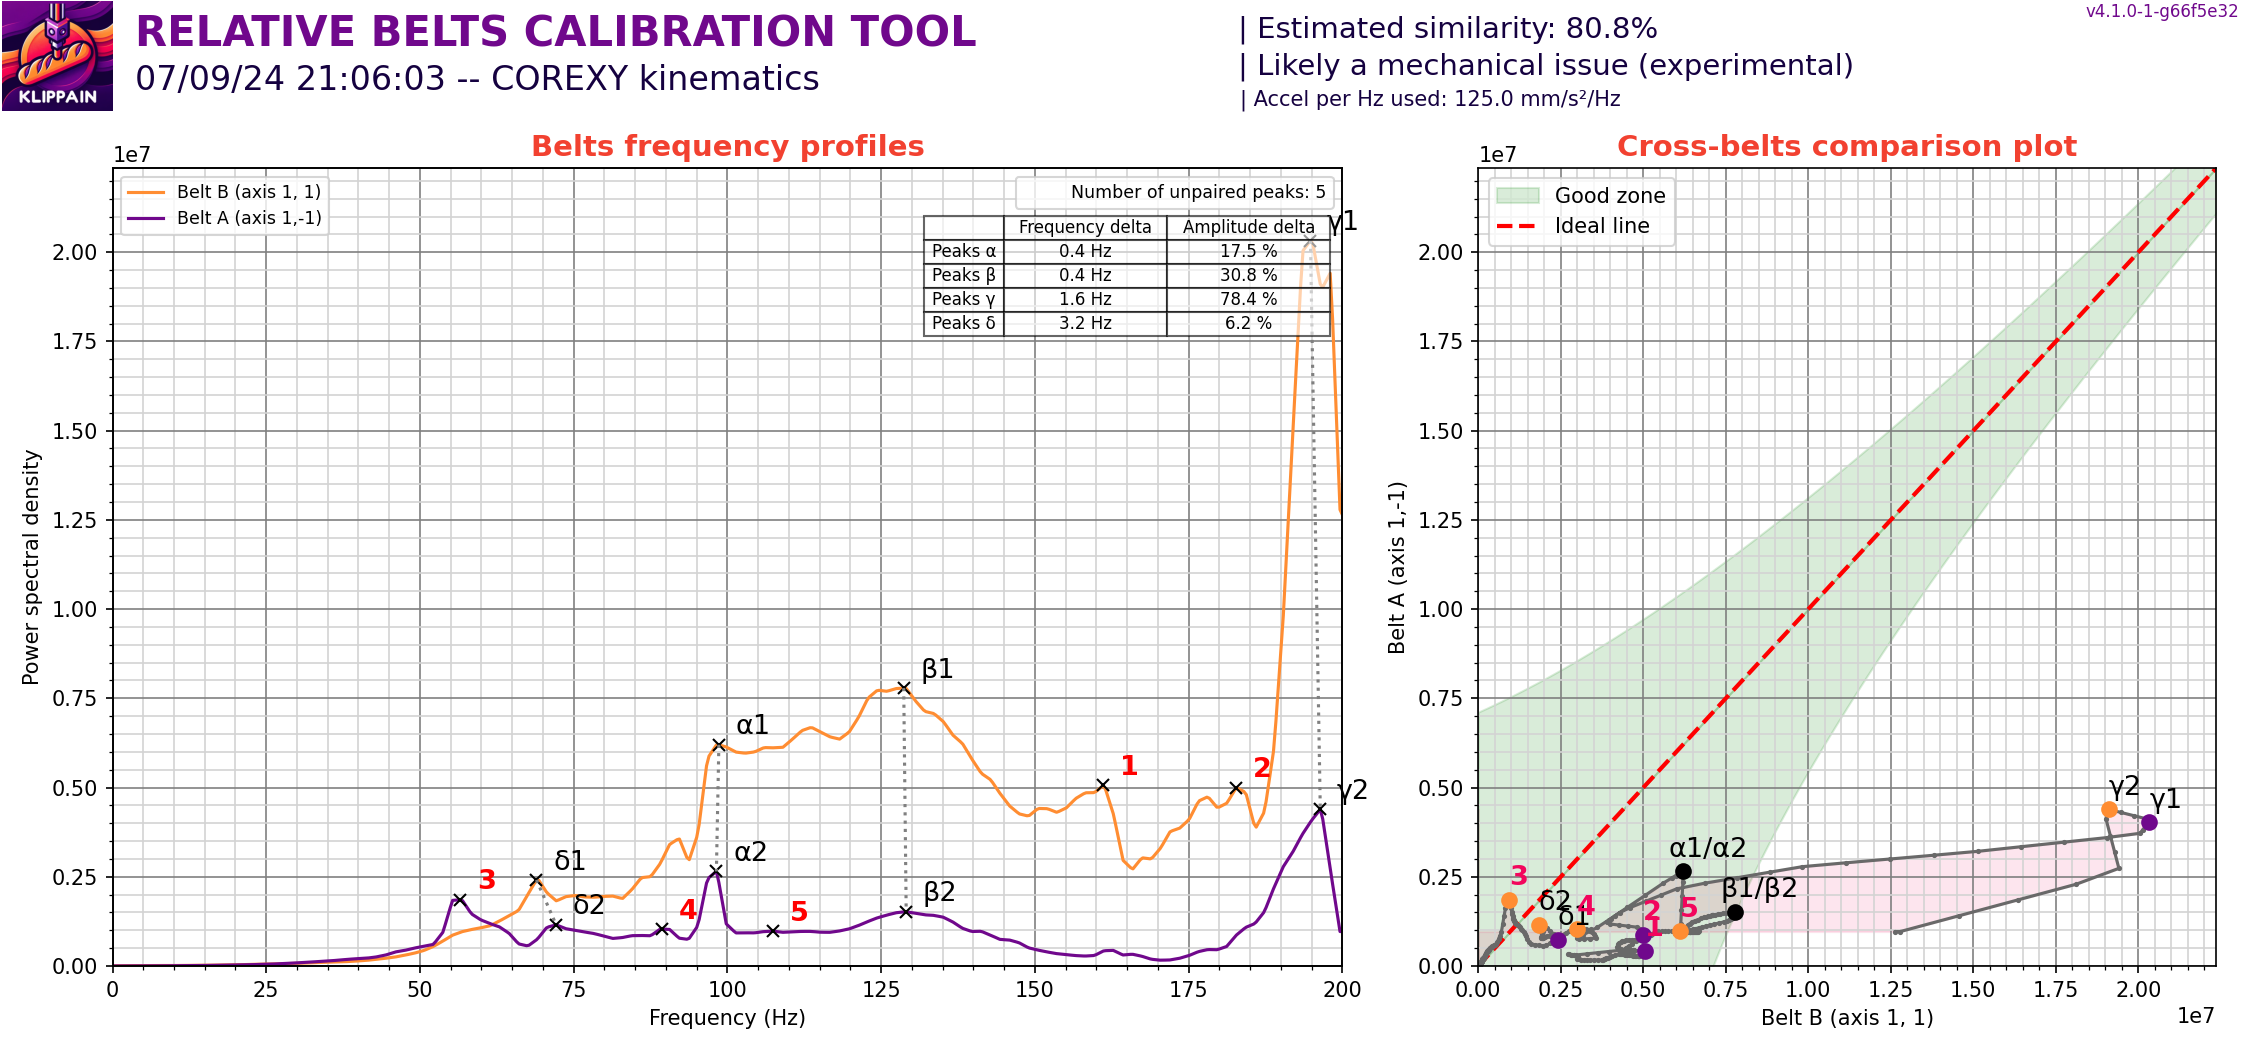 KLIPPAIN
RELATIVE BELTS CALIBRATION TOOL
07/09/24 21:06:03 -- COREXY kinematics
| Estimated similarity: 80.8%
| Likely a mechanical issue (experimental)
| Accel per Hz used: 125.0 mm/s²/Hz
v4.1.0-1-g66f5e32
Belts frequency profiles
1e7
Belt B (axis 1, 1)
Belt A (axis 1,-1)
Number of unpaired peaks: 5
Frequency delta Amplitude delta
Peaks α 0.4 Hz 17.5 %
Peaks β 0.4 Hz 30.8 %
Peaks γ 1.6 Hz 78.4 %
Peaks δ 3.2 Hz 6.2 %
γ1
β1
α1
1
2
γ2
α2
δ1
3
δ2
4
5
β2
2.00
1.75
1.50
1.25
1.00
0.75
0.50
0.25
0.00
Power spectral density
0 25 50 75 100 125 150 175 200
Frequency (Hz)
Cross-belts comparison plot
1e7
Good zone
Ideal line
γ2
γ1
α1/α2
β1/β2
3
δ2
4
δ1
2
5
1
2.00
1.75
1.50
1.25
1.00
0.75
0.50
0.25
0.00
Belt A (axis 1,-1)
0.00 0.25 0.50 0.75 1.00 1.25 1.50 1.75 2.00
Belt B (axis 1, 1)
1e7